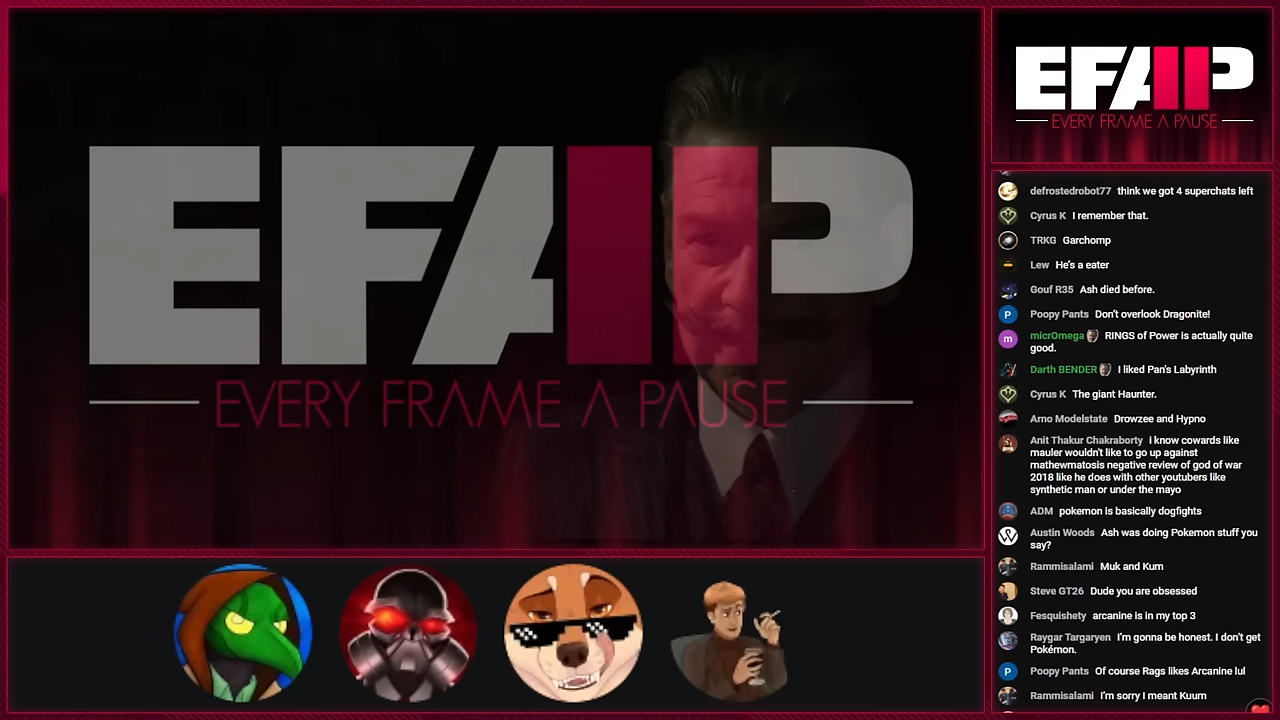 EFAP
EVERY FRAME A PAUSE
EFAP
EVERY FRAME A PAUSE
defrostedrobot77 think we got 4 superchats left
Cyrus K I remember that.
TRKG Garchomp
Lew He's a eater
Gouf R35 Ash died before.
P Poopy Pants Don't overlook Dragonite!
m micrOmega RINGS of Power is actually quite
good.
Darth BENDER I liked Pan's Labyrinth
Cyrus K The giant Haunter.
Arno Modelstate Drowzee and Hypno
Anit Thakur Chakraborty i know cowards like
mauler wouldn't like to go up against
mathewmatosis negative review of god of war
2018 like he does with other youtubers like
synthetic man or under the mayo
ADM pokemon is basically dogfights
Austin Woods Ash was doing Pokemon stuff you
say?
Rammisalami Muk and Kum
Steve GT26 Dude you are obsessed
Fesquishety arcanine is in my top 3
Raygar Targaryen I'm gonna be honest. I don't get
Pokémon.
P Poopy Pants Of course Rags likes Arcanine lul
Rammisalami I'm sorry I meant Kuum